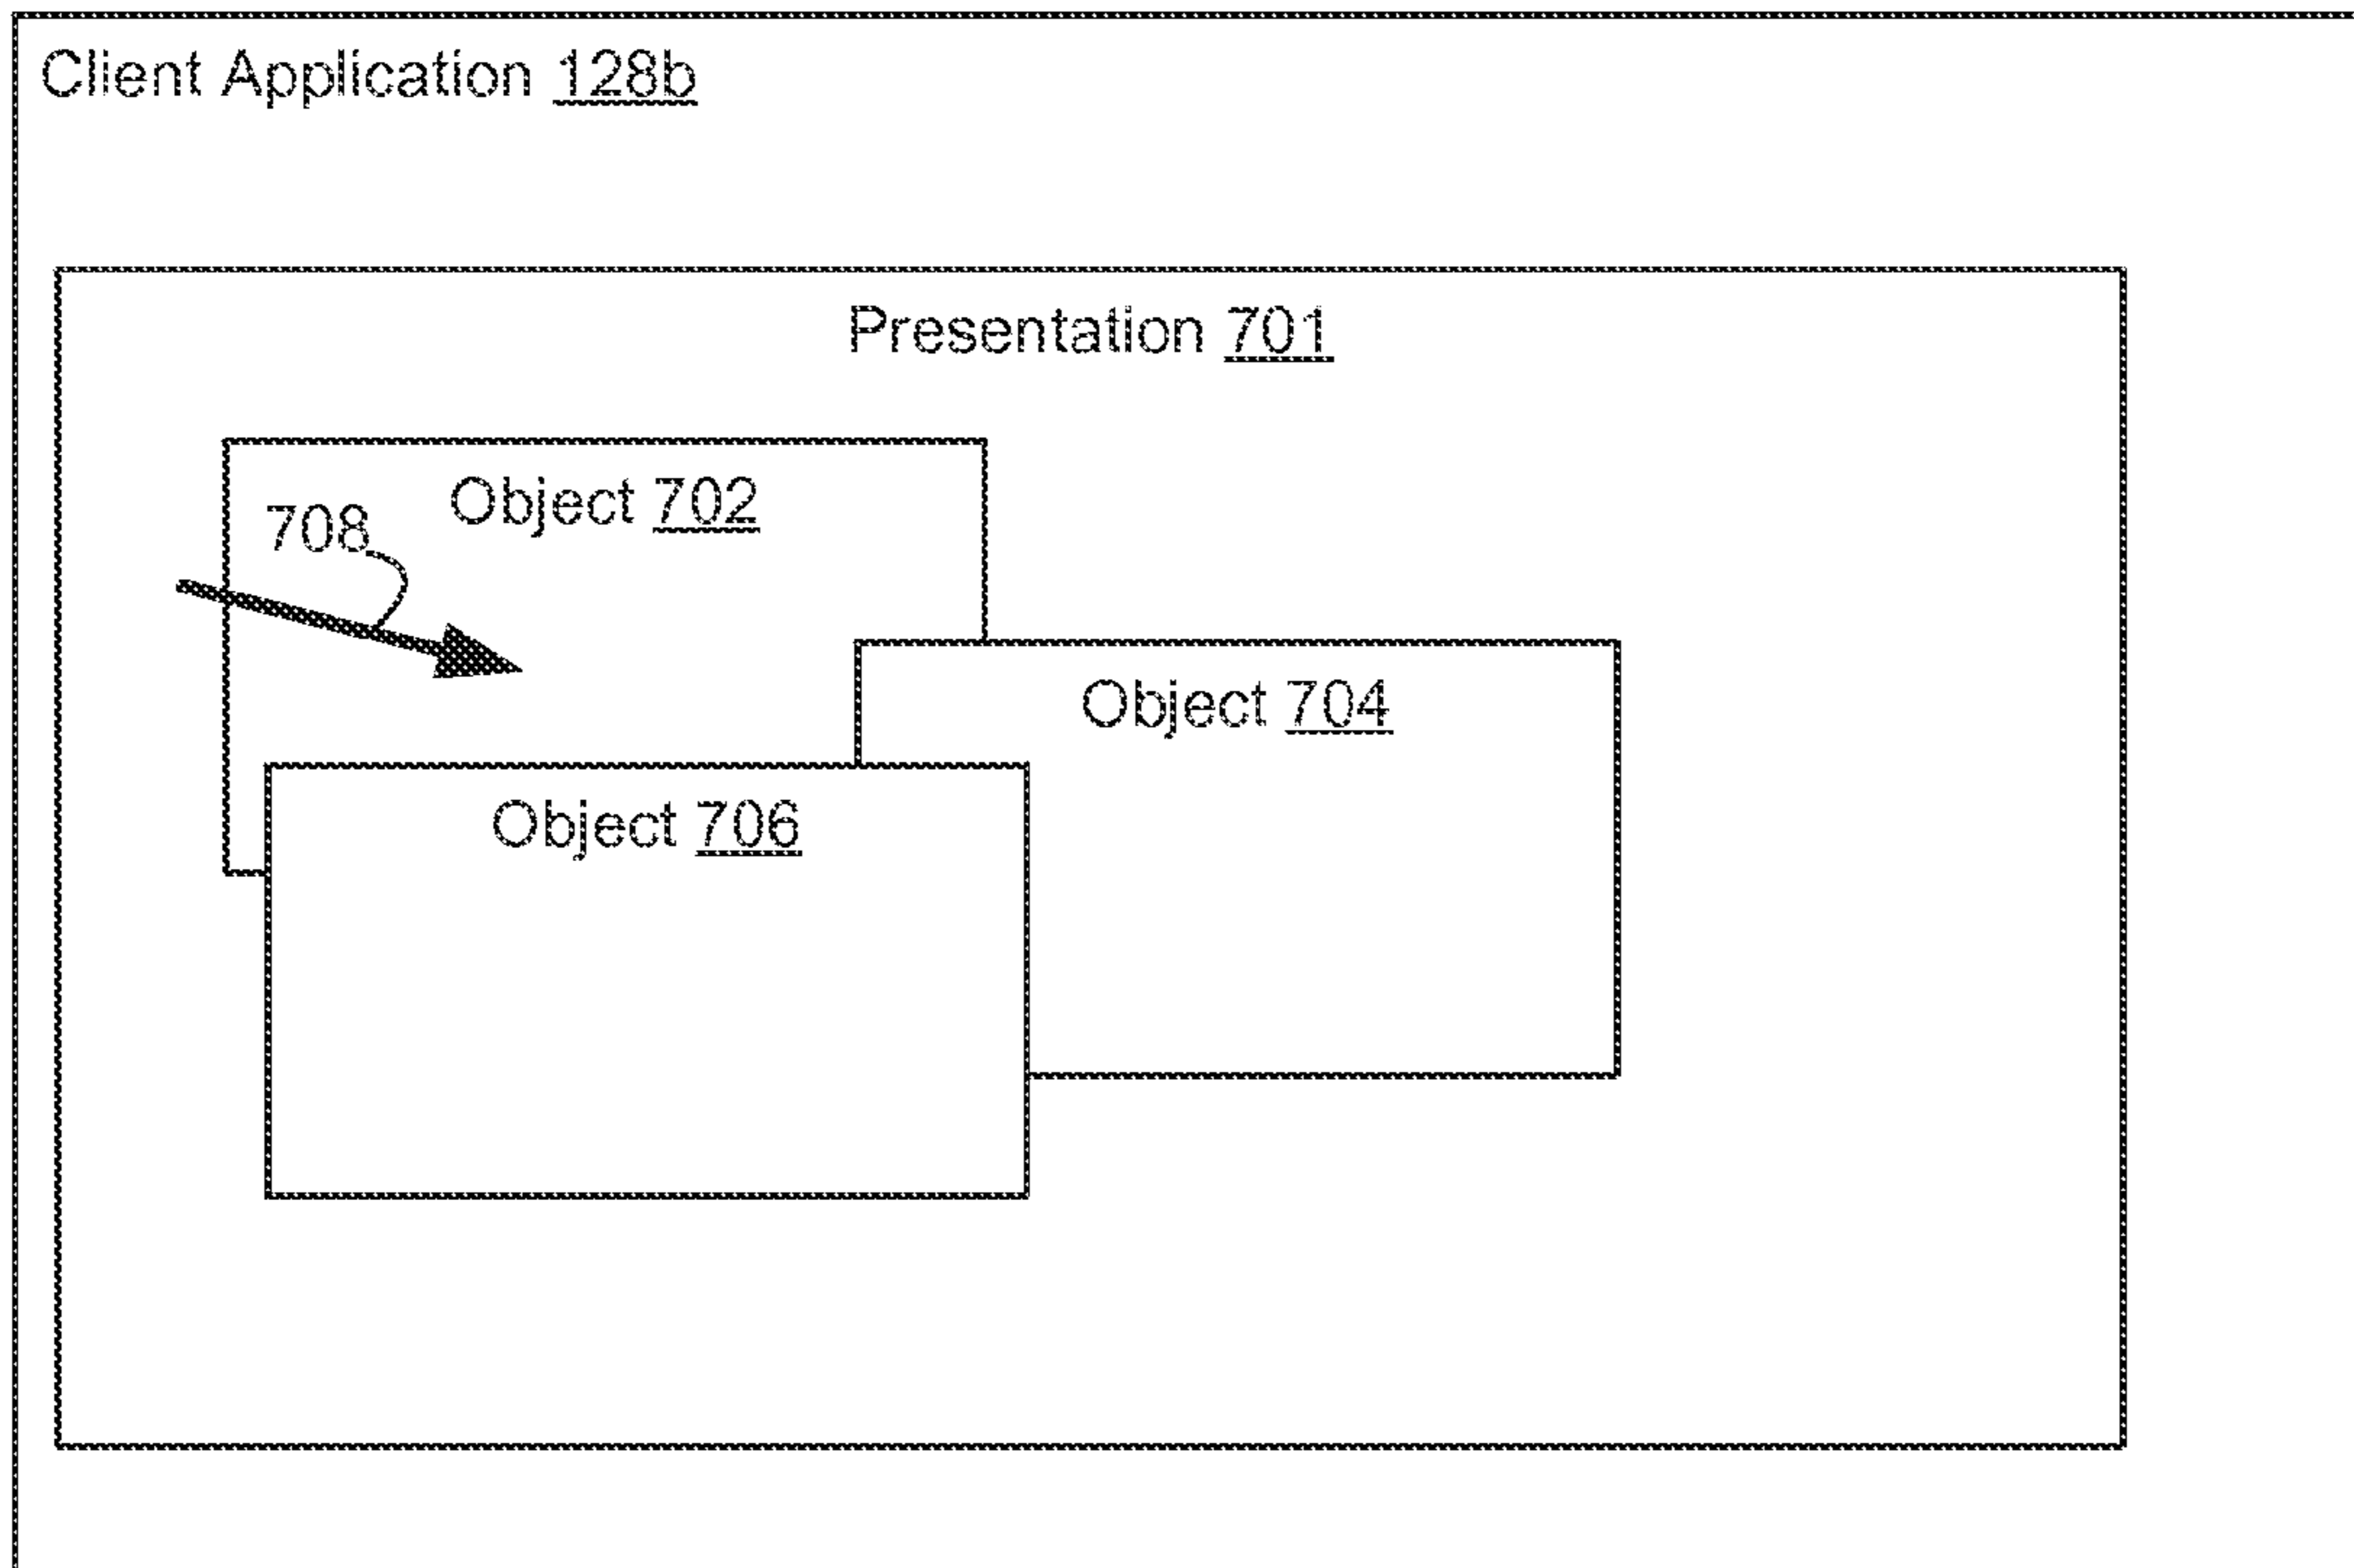 Client Application 128b
Presentation 701
Object 702
708
Object 704
Object 706